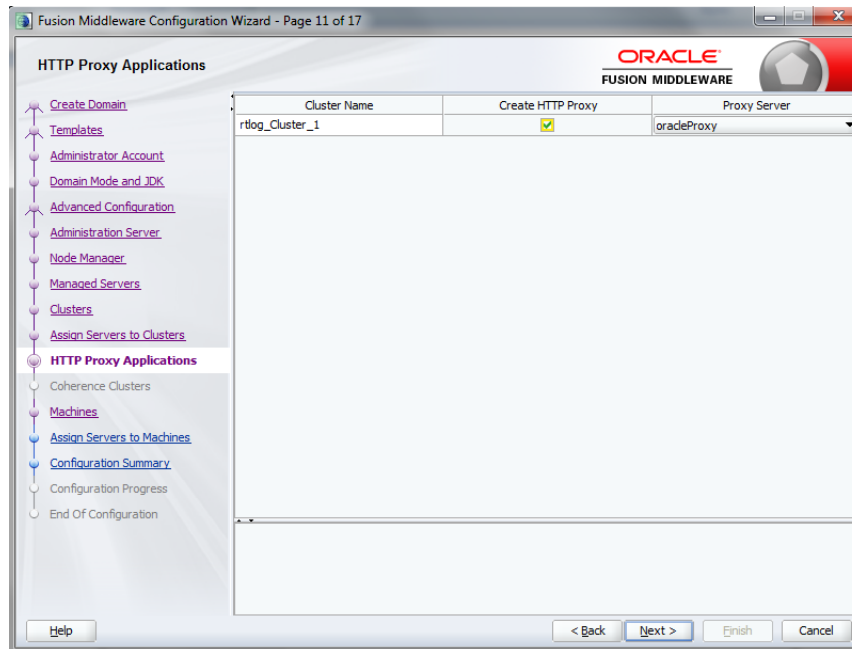 Fusion Middleware Configuration Wizard - Page 11 of 17
HTTP Proxy Applications
ORACLE
FUSION MIDDLEWARE
Create Domain
Templates
Administrator Account
Domain Mode and JDK
Advanced Configuration
Administration Server
Node Manager
Managed Servers
Clusters
Assign Servers to Clusters
HTTP Proxy Applications
Coherence Clusters
Machines
Assign Servers to Machines
Configuration Summary
Configuration Progress
End Of Configuration
Cluster Name Create HTTP Proxy Proxy Server
rtlog_Cluster_1 oracleProxy
Help < Back Next > Finish Cancel